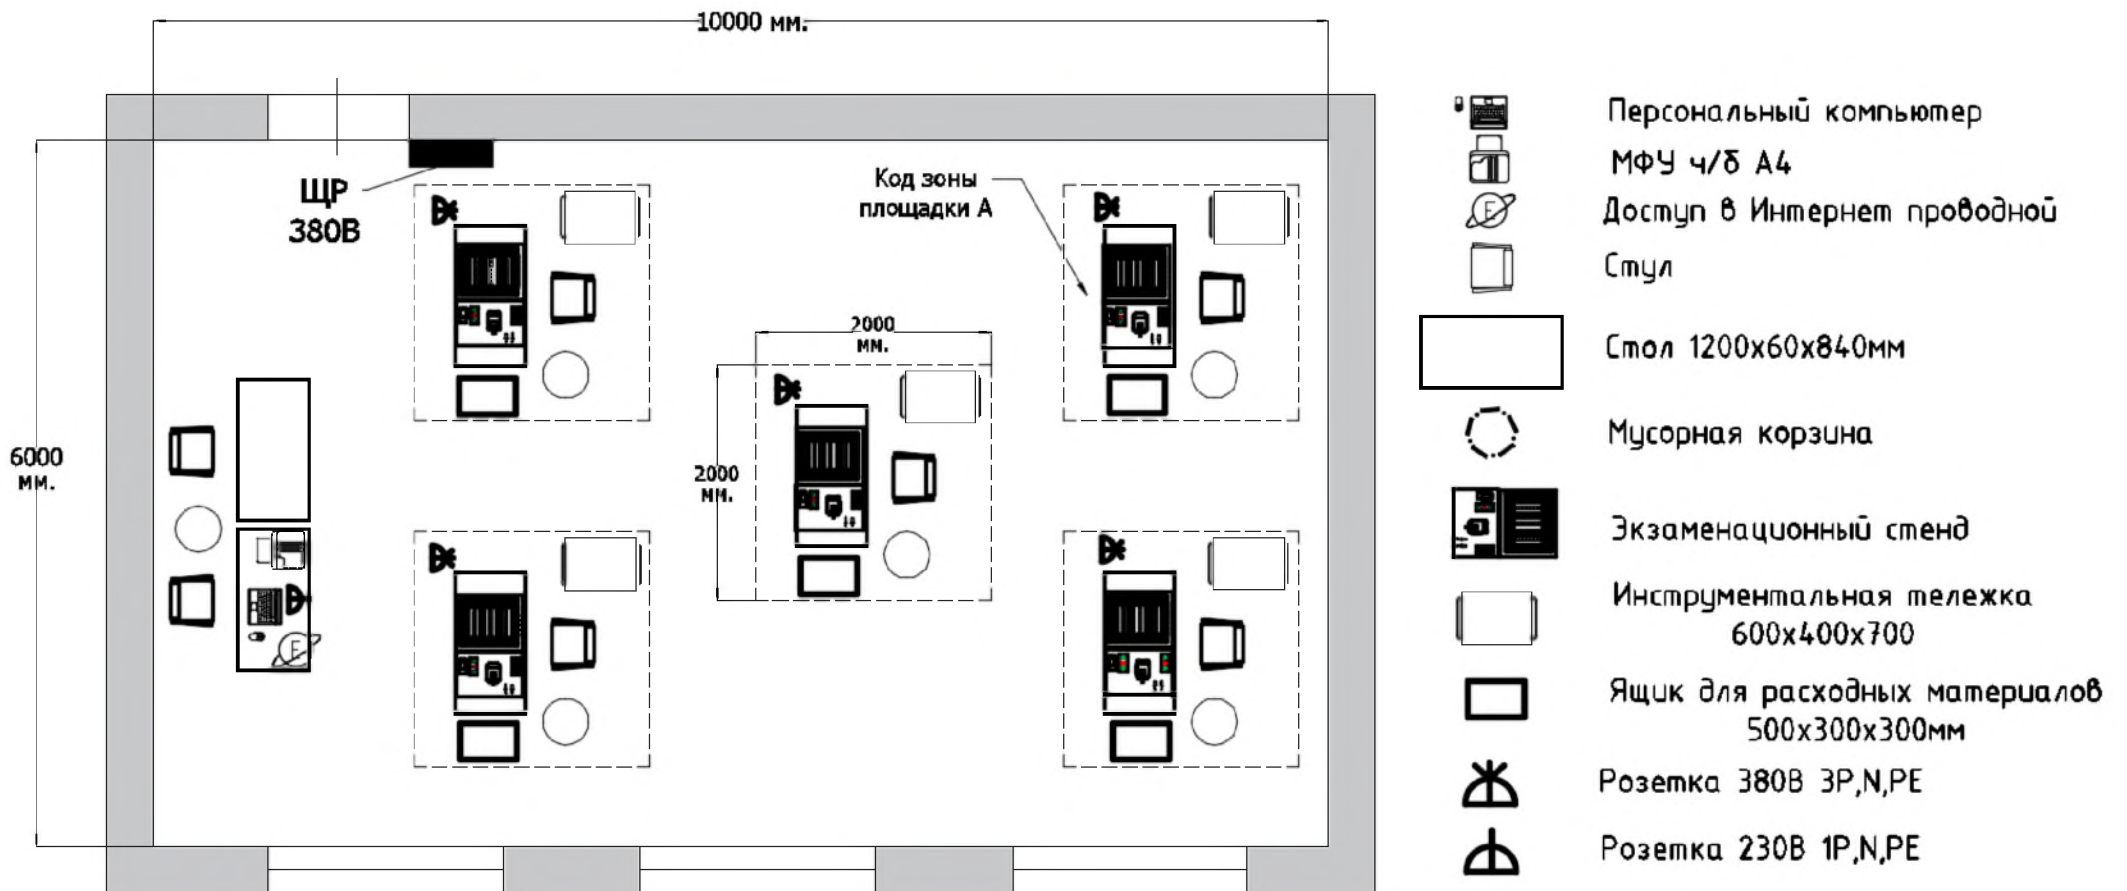 10000 мм.
ЩР
380В
Код зоны
площадки А
2000
мм.
2000
мм.
6000
мм.
Персональный компьютер
МФУ ч/б А4
Доступ в Интернет проводной
Стул
Стол 1200х60х840мм
Мусорная корзина
Экзаменационный стенд
Инструментальная тележка
600х400х700
Ящик для расходных материалов
500х300х300мм
Розетка 380В 3P,N,PE
Розетка 230В 1P,N,PE